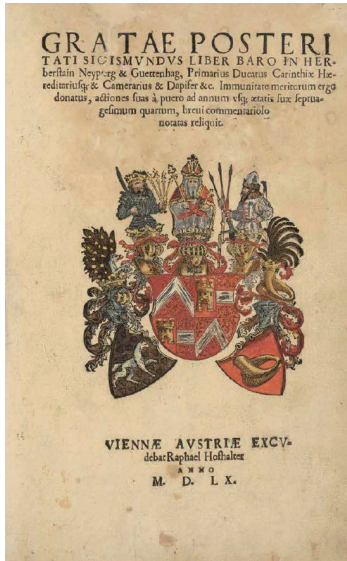 GRATAE POSTERI
TATI SIGISMVNDVS LIBER BARO IN HER-
berstain Neyperg & Guettenhag, Primarius Ducatus Carinthiæ Hæ-
reditariusq; & Camerarius & Dapifer &c. Immunitate meritorum ergo
donatus, actiones suas à puero ad annum vsq; ætatis suæ septua-
gesimum quartum, breui commentariolo
notatas reliquit.
VIENNÆ AVSTRIÆ EXCV-
debat Raphael Hofhalter
ANNO
M. D. LX.